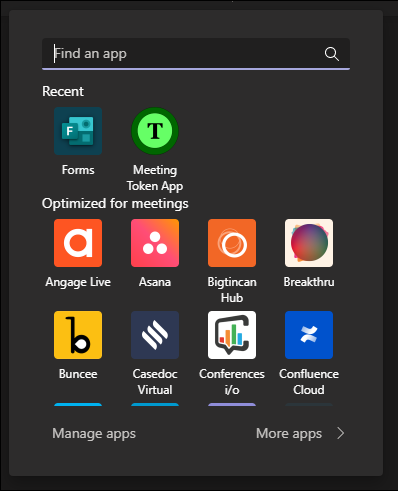 Find an app
Recent
F
T
Forms
Meeting
Token App
Optimized for meetings
a
Angage Live
Asana
Bigtincan
Hub
Breakthru
b
Buncee
Casedoc
Virtual
Conferences
i/o
Confluence
Cloud
Manage apps
More apps